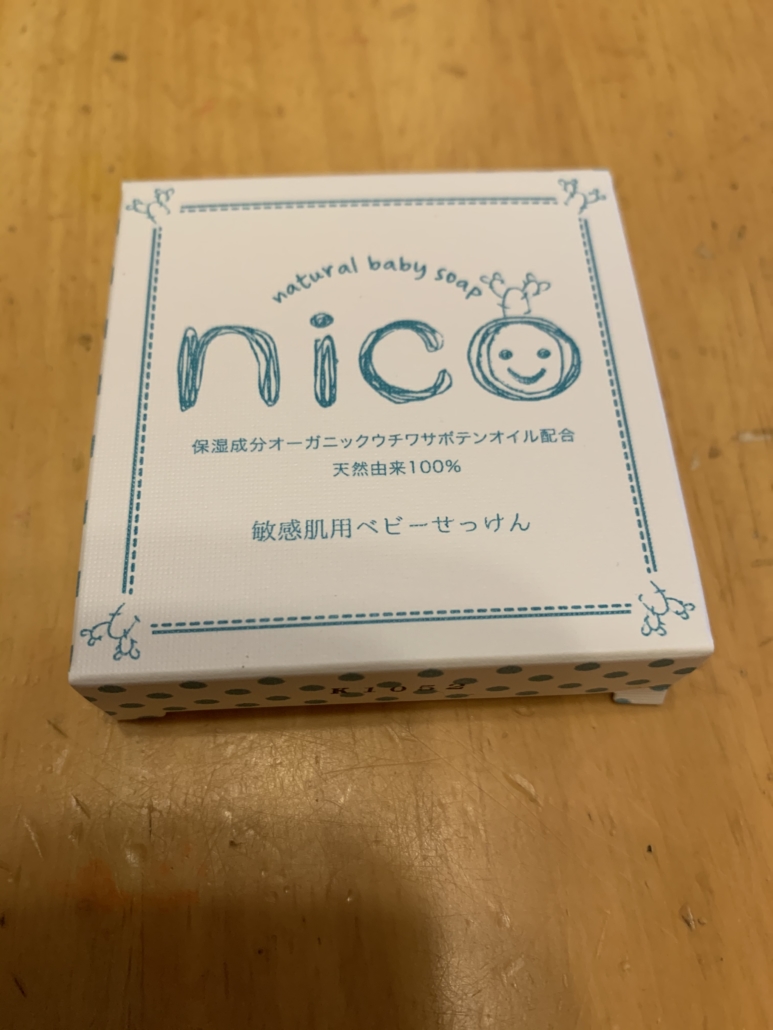 natural baby soap
nico
保湿成分オーガニックウチワサボテンオイル配合
天然由来100%
敏感肌用ベビーせっけん